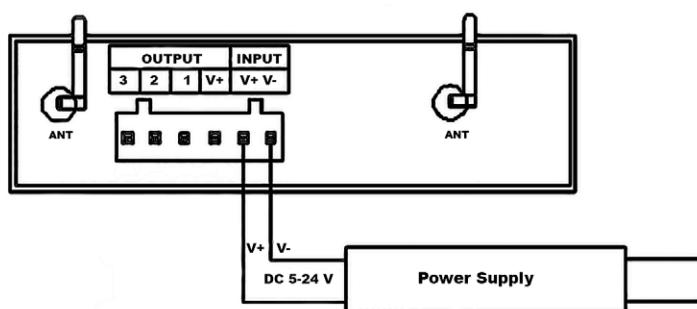 OUTPUT INPUT
3 2 1 V+ V+ V-
ANT
ANT
V+ V-
DC 5-24 V
Power Supply